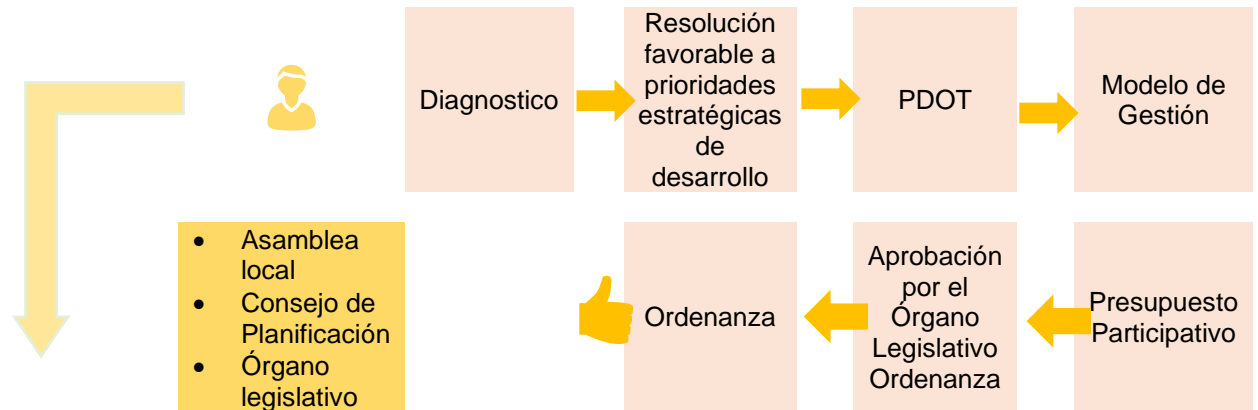 Diagnostico
Resolución
favorable a
prioridades
estratégicas
de
desarrollo
PDOT
Modelo de
Gestión
• Asamblea
local
• Consejo de
Planificación
• Órgano
legislativo
Ordenanza
Aprobación
por el
Órgano
Legislativo
Ordenanza
Presupuesto
Participativo